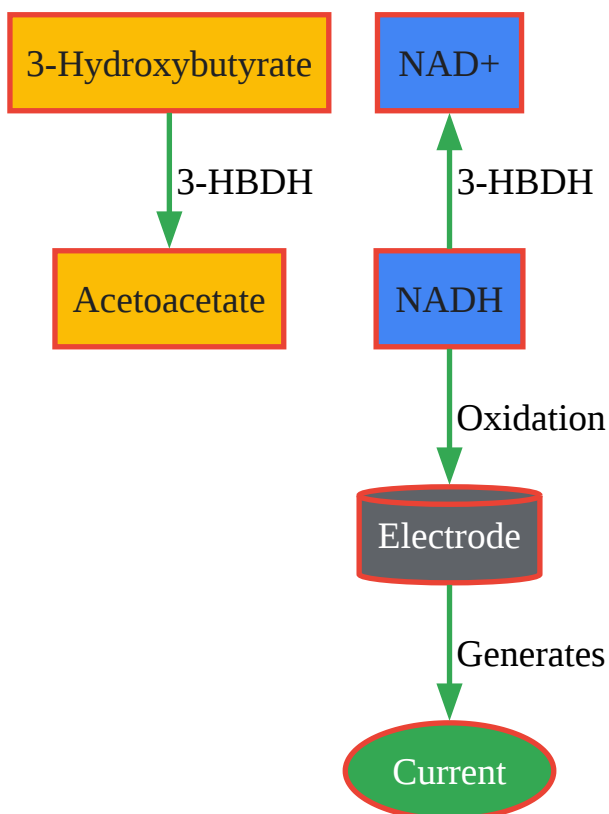 3-Hydroxybutyrate
NAD+
3-HBDH
3-HBDH
Acetoacetate
NADH
Oxidation
Electrode
Generates
Current